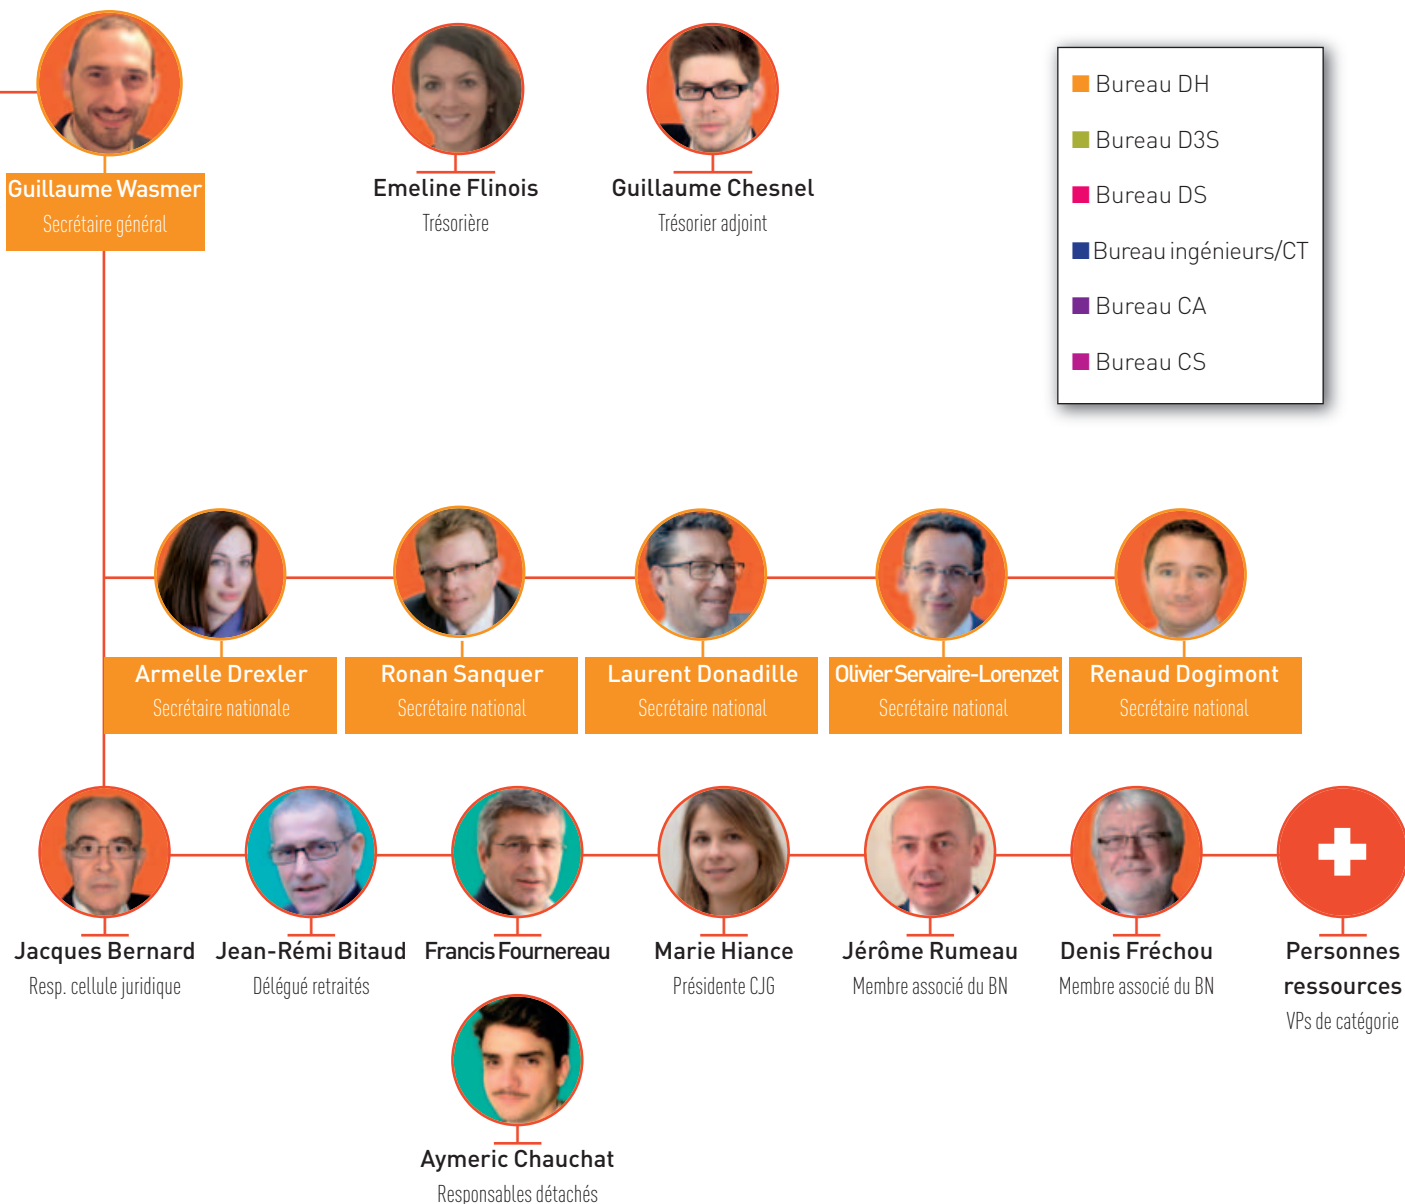 Guillaume Wasmer
Secrétaire général
Emeline Flinois
Trésorière
Guillaume Chesnel
Trésorier adjoint
Bureau DH
Bureau D3S
Bureau DS
Bureau ingénieurs/CT
Bureau CA
Bureau CS
Armelle Drexler
Secrétaire nationale
Ronan Sanquer
Secrétaire national
Laurent Donadille
Secrétaire national
Olivier Servaire-Lorenzet
Secrétaire national
Renaud Dogimont
Secrétaire national
Jacques Bernard
Resp. cellule juridique
Jean-Rémi Bitaud
Délégué retraités
Francis Fournereau
Marie Hiance
Présidente CJG
Jérôme Rumeau
Membre associé du BN
Denis Fréchou
Membre associé du BN
Personnes
ressources
VPs de catégorie
Aymeric Chauchat
Responsables détachés